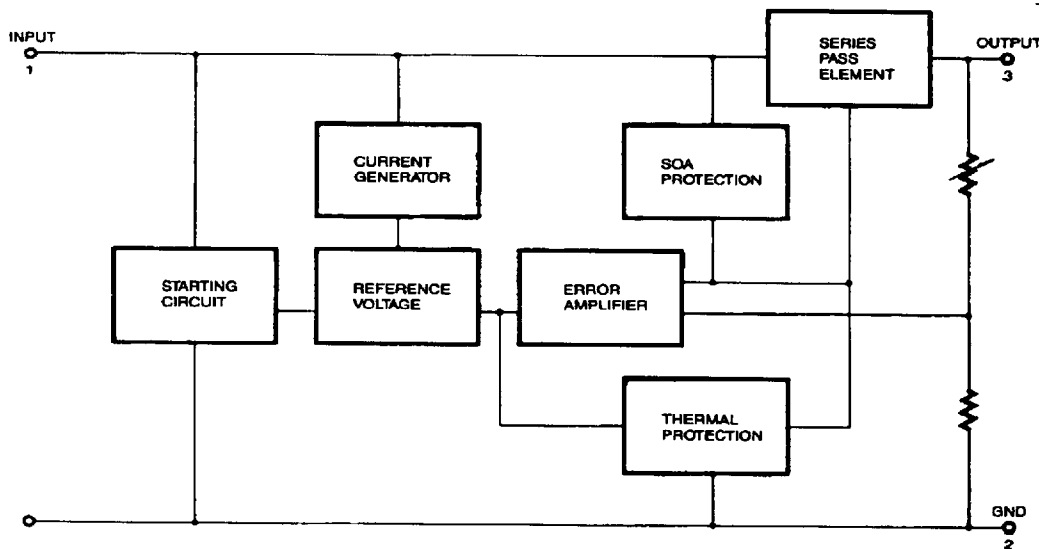 INPUT
1
SERIES
PASS
ELEMENT
OUTPUT
3
CURRENT
GENERATOR
SOA
PROTECTION
STARTING
CIRCUIT
REFERENCE
VOLTAGE
ERROR
AMPLIFIER
THERMAL
PROTECTION
GND
2